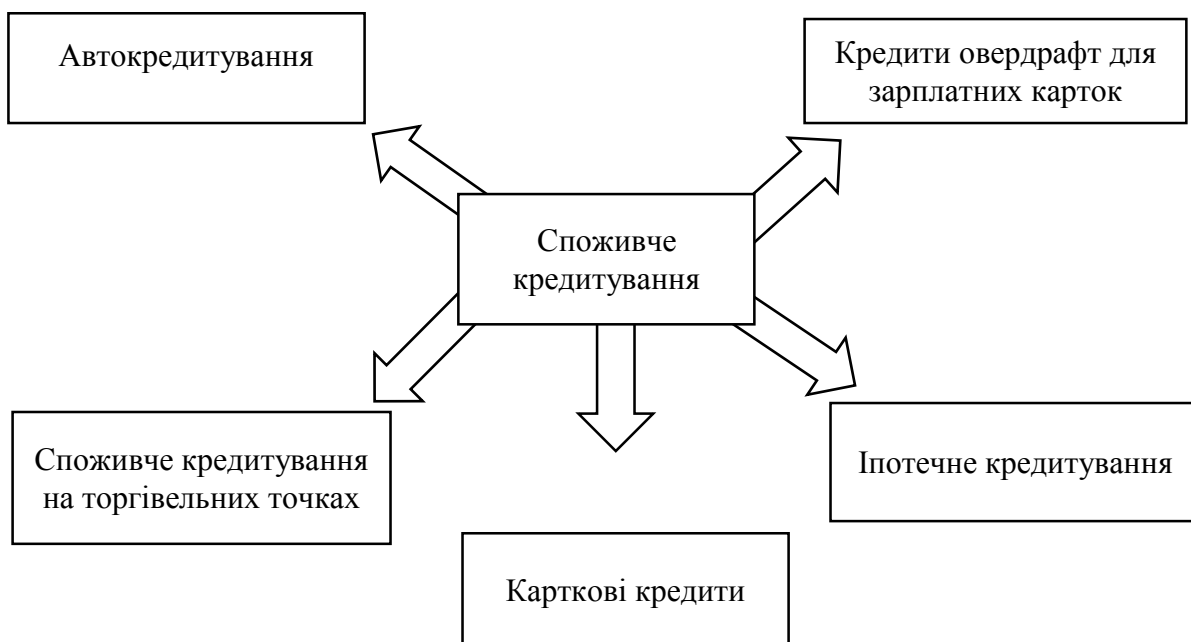 Автокредитування
Кредити овердрафт для
зарплатних карток
Споживче
кредитування
Споживче кредитування
на торгівельних точках
Іпотечне кредитування
Карткові кредити